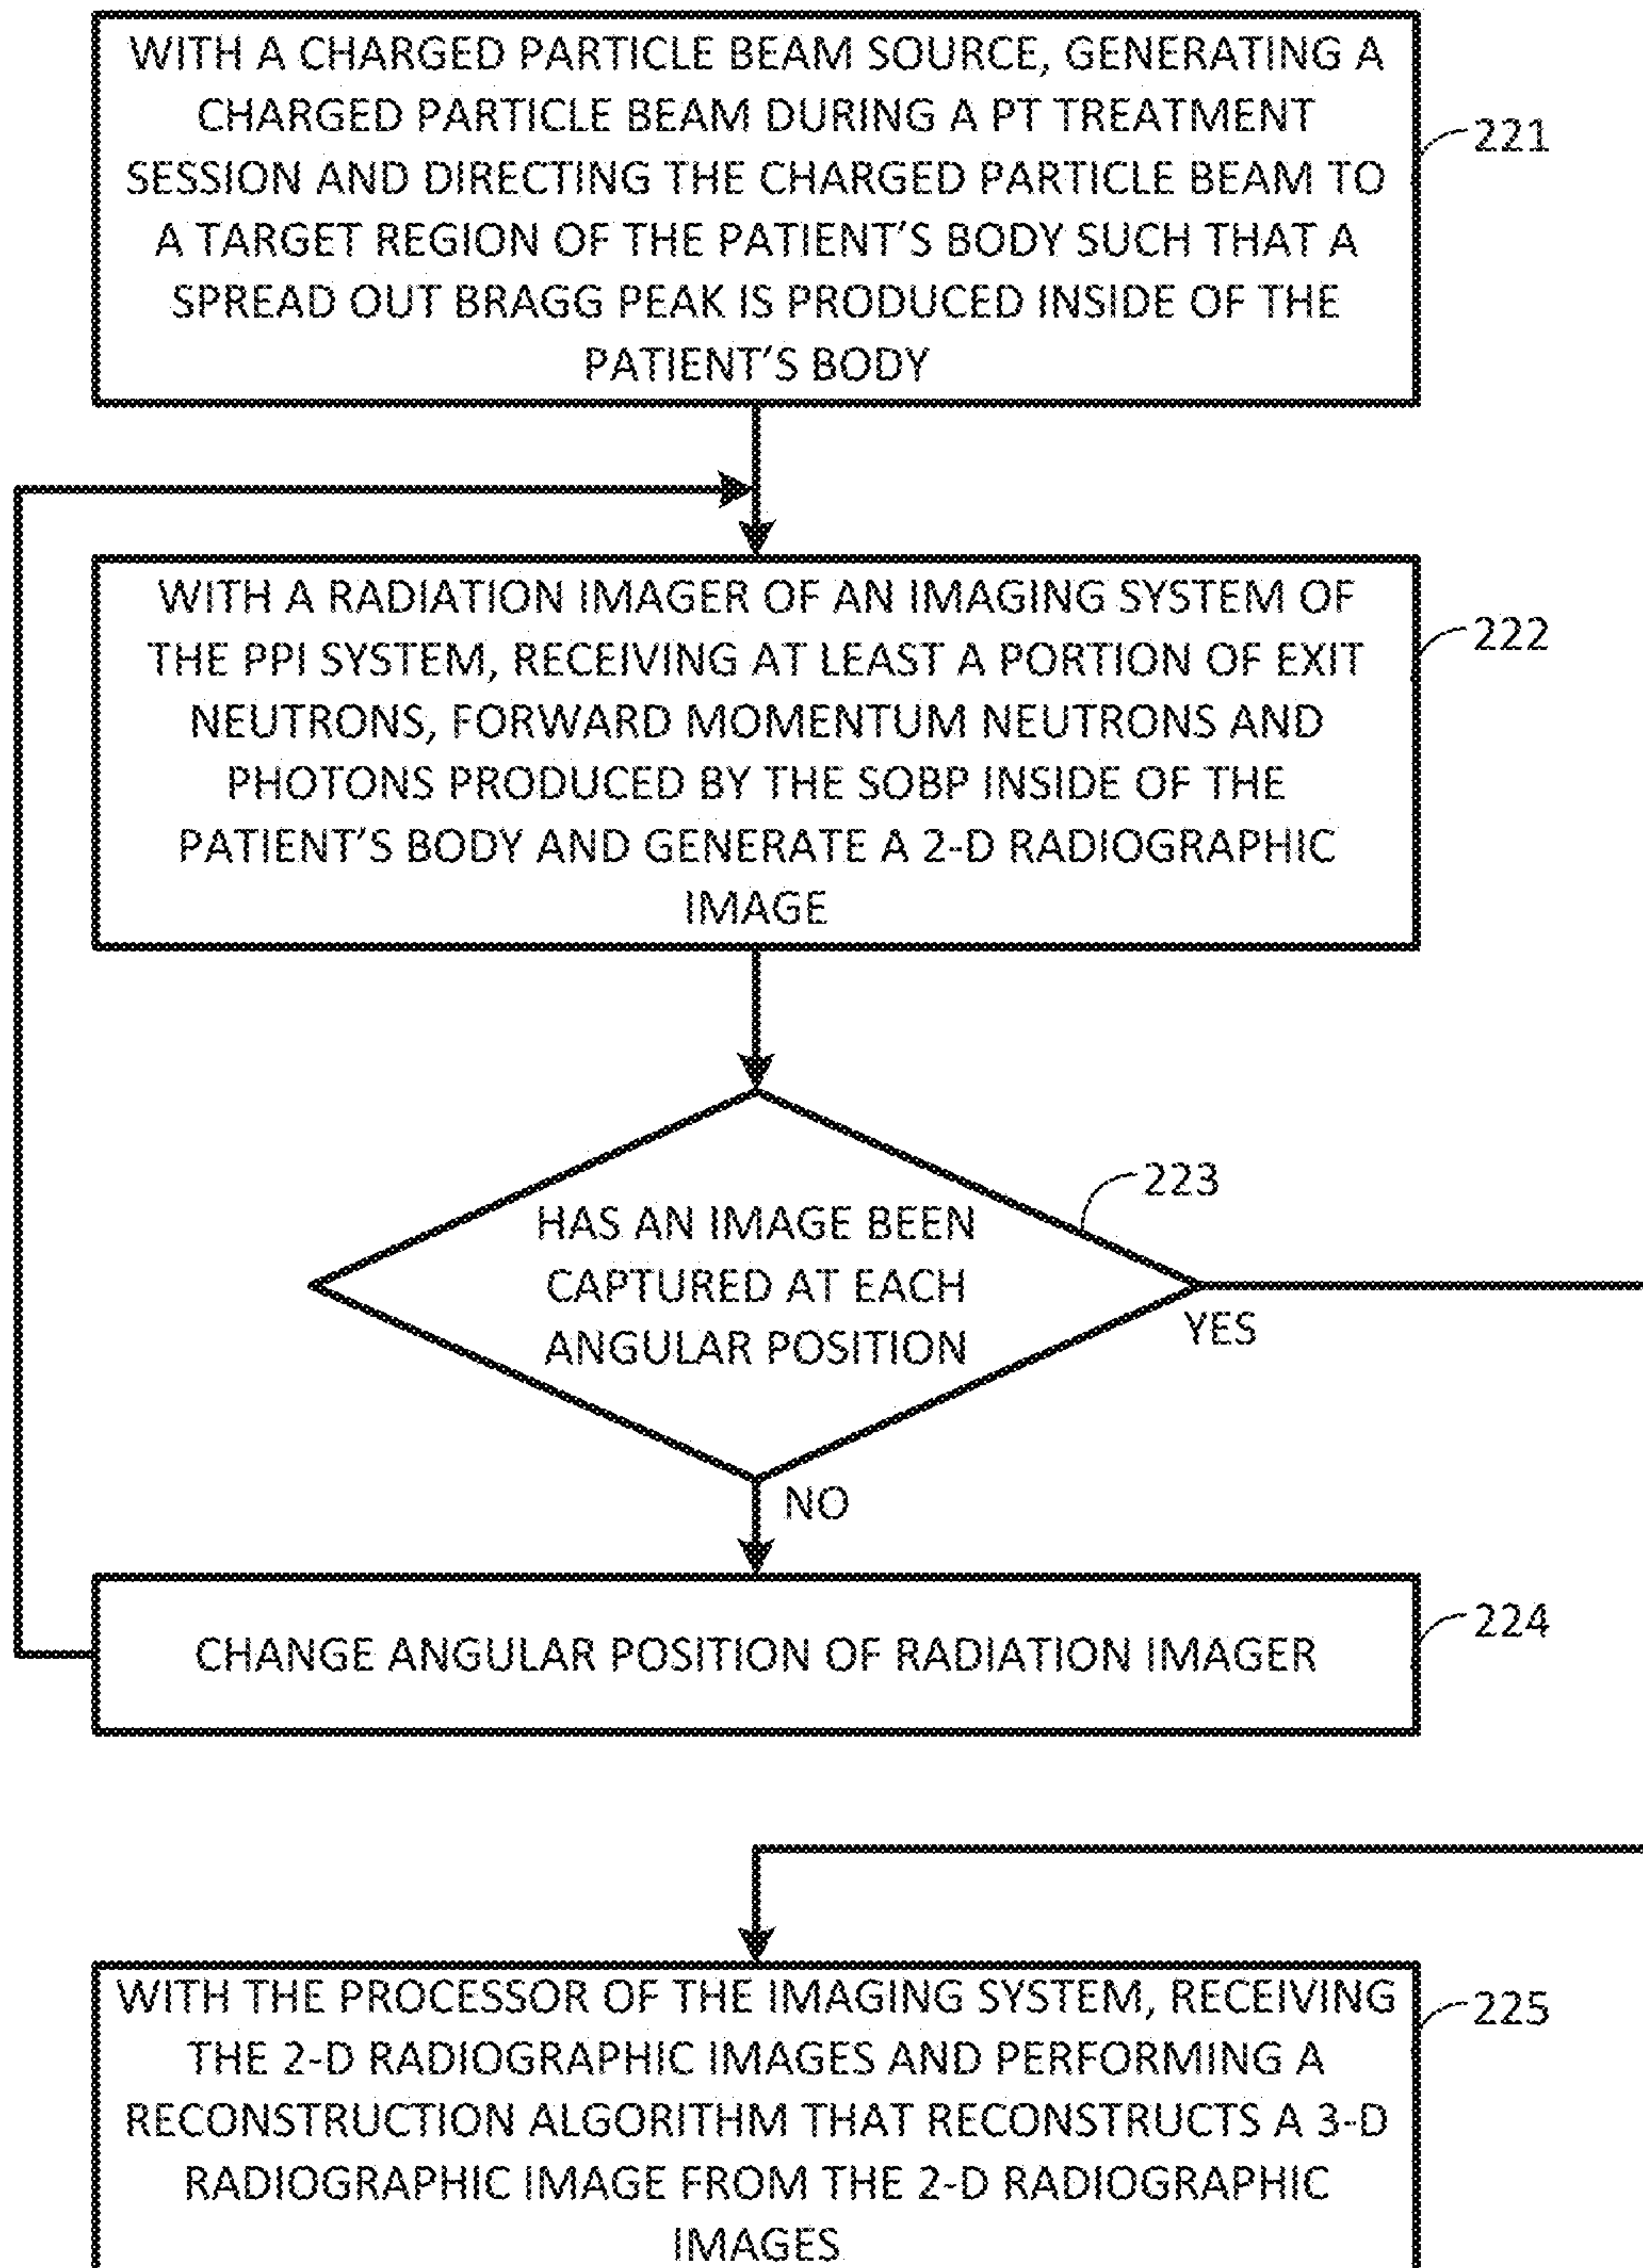 WITH A CHARGED PARTICLE BEAM SOURCE, GENERATING A
CHARGED PARTICLE BEAM DURING A PT TREATMENT
SESSION AND DIRECTING THE CHARGED PARTICLE BEAM TO
A TARGET REGION OF THE PATIENT'S BODY SUCH THAT A
SPREAD OUT BRAGG PEAK IS PRODUCED INSIDE OF THE
PATIENT'S BODY
221
WITH A RADIATION IMAGER OF AN IMAGING SYSTEM OF
THE PPI SYSTEM, RECEIVING AT LEAST A PORTION OF EXIT
NEUTRONS, FORWARD MOMENTUM NEUTRONS AND
PHOTONS PRODUCED BY THE SOBP INSIDE OF THE
PATIENT'S BODY AND GENERATE A 2-D RADIOGRAPHIC
IMAGE
222
223
HAS AN IMAGE BEEN
CAPTURED AT EACH
ANGULAR POSITION
YES
NO
CHANGE ANGULAR POSITION OF RADIATION IMAGER
224
WITH THE PROCESSOR OF THE IMAGING SYSTEM, RECEIVING
THE 2-D RADIOGRAPHIC IMAGES AND PERFORMING A
RECONSTRUCTION ALGORITHM THAT RECONSTRUCTS A 3-D
RADIOGRAPHIC IMAGE FROM THE 2-D RADIOGRAPHIC
IMAGES
225